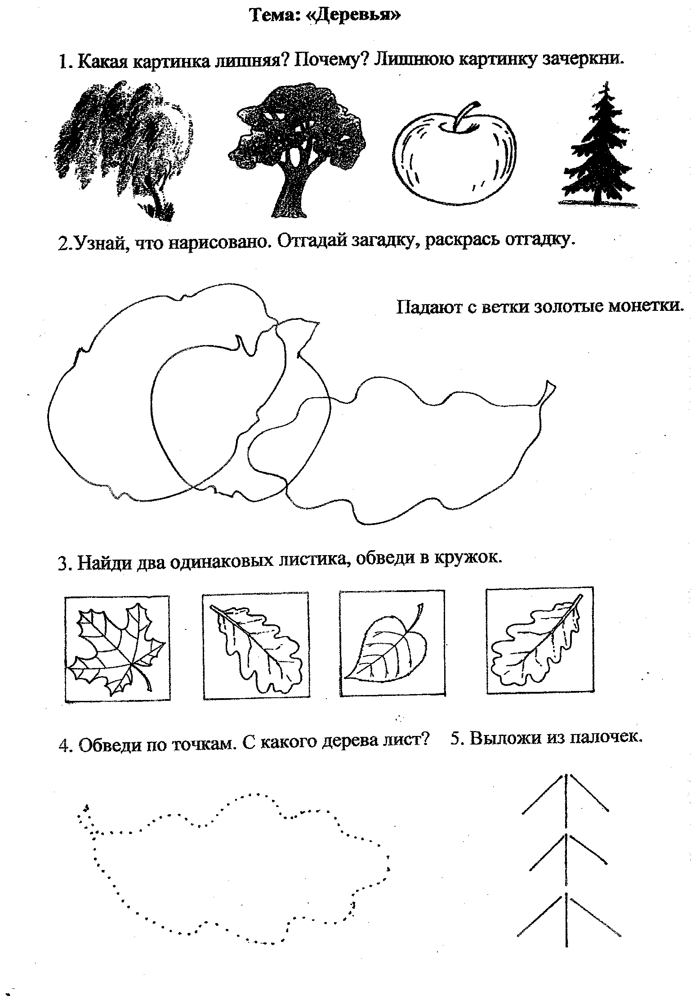 Тема: «Деревья»
1. Какая картинка лишняя? Почему? Лишнюю картинку зачеркни.
2.Узнай, что нарисовано. Отгадай загадку, раскрась отгадку.
Падают с ветки золотые монетки.
3. Найди два одинаковых листика, обведи в кружок.
4. Обведи по точкам. С какого дерева лист?
5. Выложи из палочек.